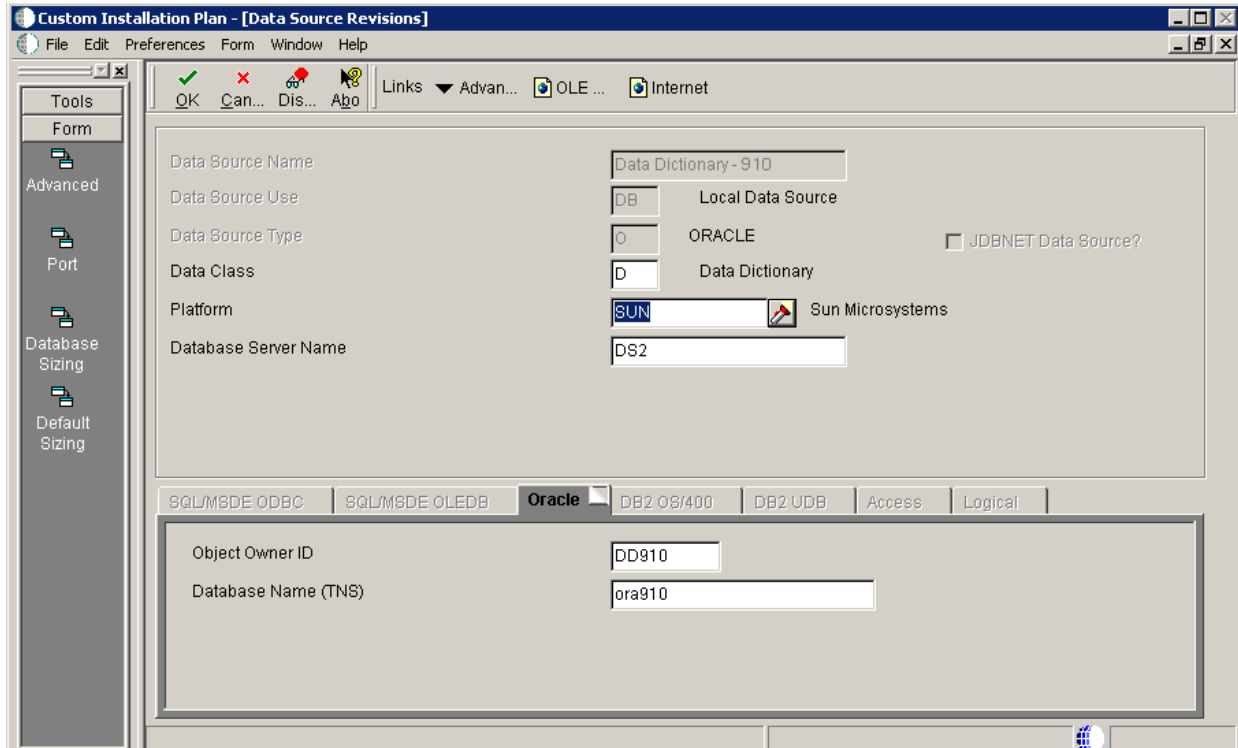 Custom Installation Plan - [Data Source Revisions]
File Edit Preferences Form Window Help
Tools
Form
Advanced
Port
Database
Sizing
Default
Sizing
OK Can... Dis... Abo Links Advan... OLE ... Internet
Data Source Name Data Dictionary - 910
Data Source Use DB Local Data Source
Data Source Type O ORACLE JDBNET Data Source?
Data Class D Data Dictionary
Platform SUN Sun Microsystems
Database Server Name DS2
SQL/MSDE ODBC SQL/MSDE OLEDB Oracle DB2 OS/400 DB2 UDB Access Logical
Object Owner ID DD910
Database Name (TNS) ora910